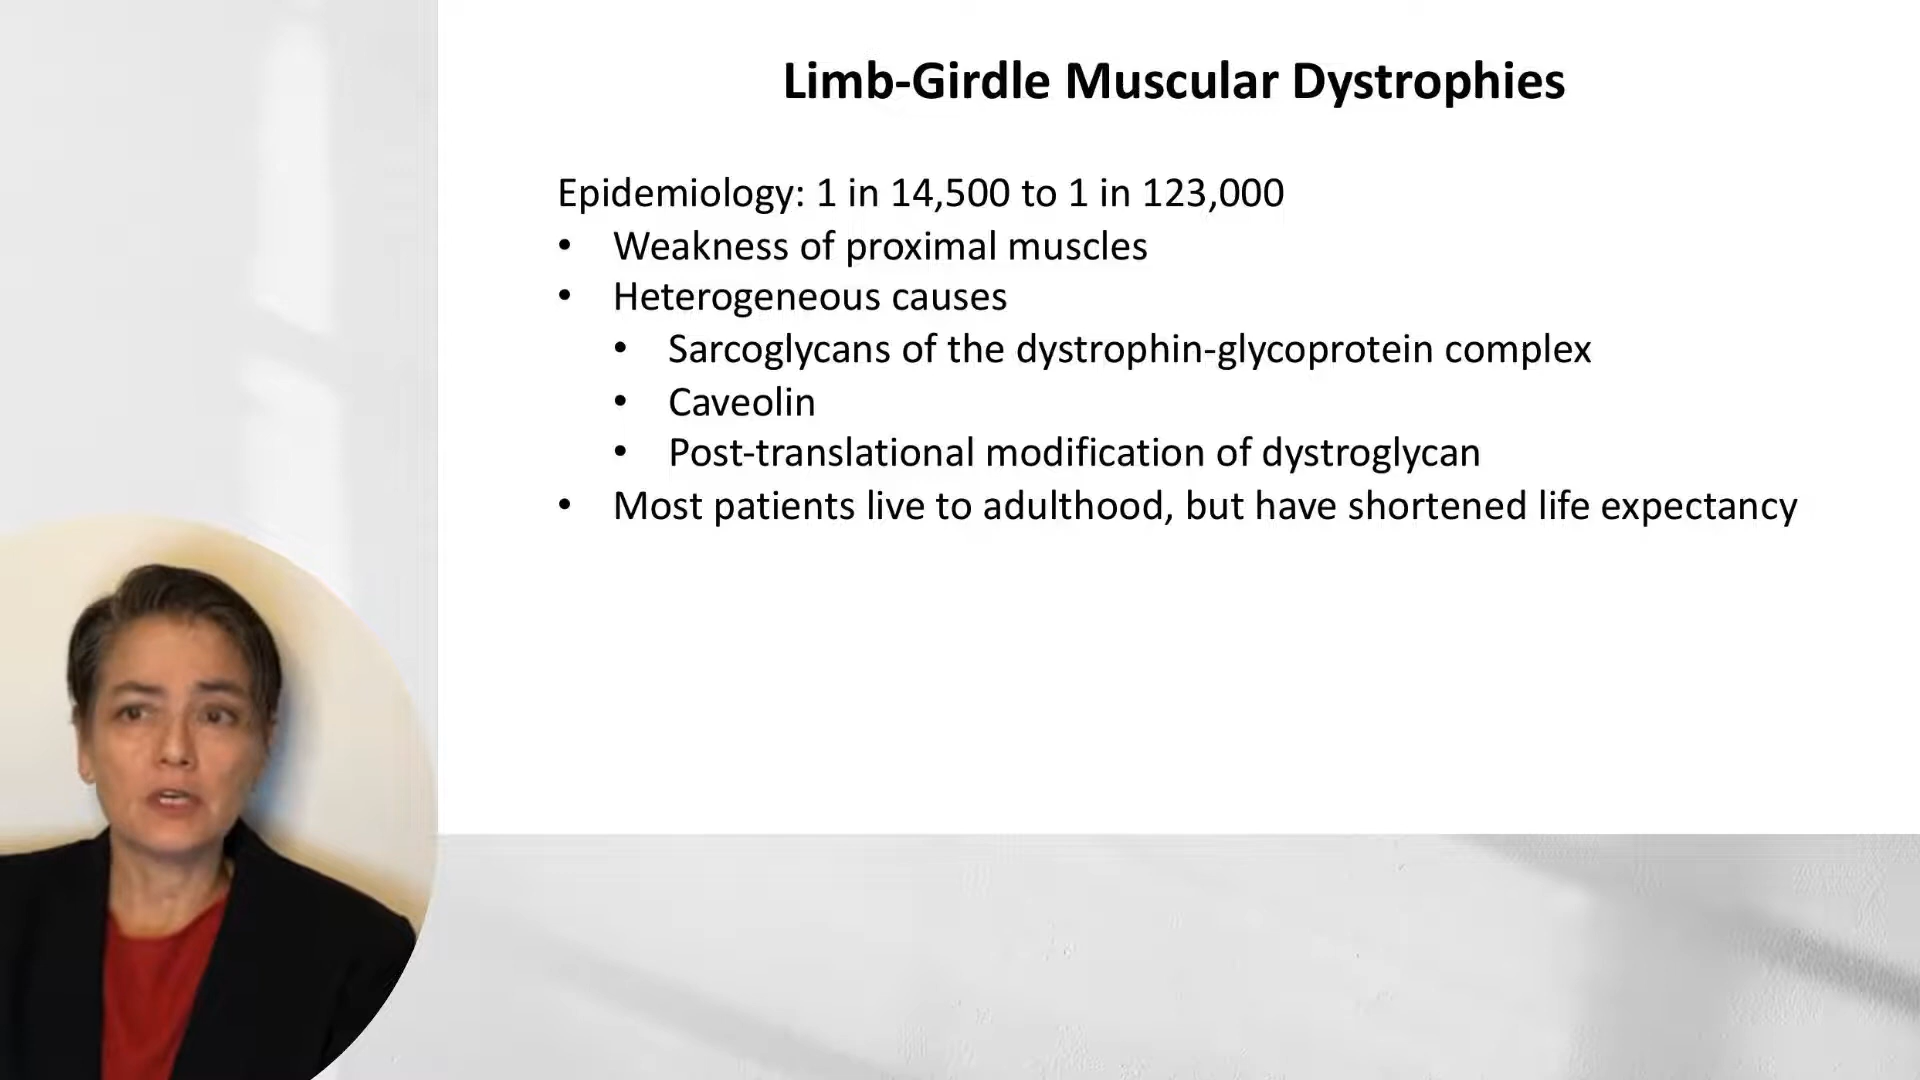 Limb-Girdle Muscular Dystrophies
Epidemiology: 1 in 14,500 to 1 in 123,000
• Weakness of proximal muscles
• Heterogeneous causes
• Sarcoglycans of the dystrophin-glycoprotein complex
• Caveolin
• Post-translational modification of dystroglycan
• Most patients live to adulthood, but have shortened life expectancy